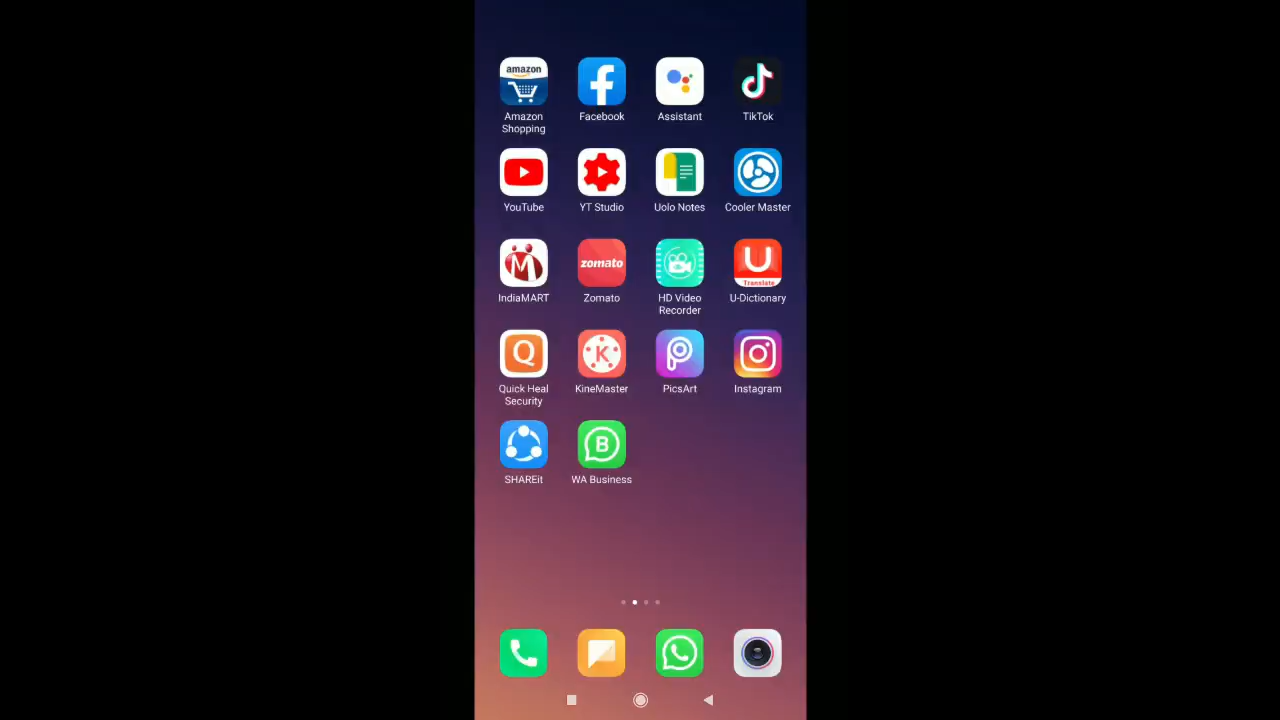 amazon
Amazon
Shopping
Facebook
Assistant
TikTok
YouTube
YT Studio
Uolo Notes
Cooler Master
M
IndiaMART
zomato
Zomato
HD Video
Recorder
U
Translate
U-Dictionary
Q
Quick Heal
Security
K
KineMaster
PicsArt
Instagram
SHAREit
B
WA Business